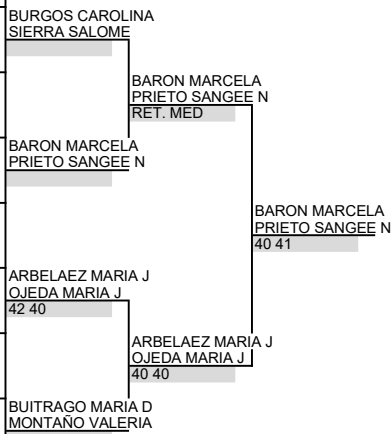 BURGOS CAROLINA
SIERRA SALOME
BARON MARCELA
PRIETO SANGEE N
RET. MED
BARON MARCELA
PRIETO SANGEE N
BARON MARCELA
PRIETO SANGEE N
40 41
ARBELAEZ MARIA J
OJEDA MARIA J
42 40
ARBELAEZ MARIA J
OJEDA MARIA J
40 40
BUITRAGO MARIA D
MONTAÑO VALERIA